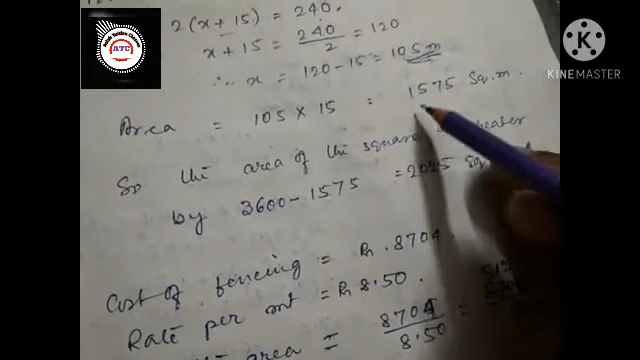 2(x+15) = 240.
x+15 = 240/2 = 120
∴ x = 120-15 = 105m
Area = 105 × 15 = 1575 Sq.m.
So the area of the square is greater
by 3600-1575 = 2025 Sq.
Cost of fencing = Rs. 8704.
Rate per mt = Rs 8.50.
area = 8704/8.50 =
ATC
KINEMASTER